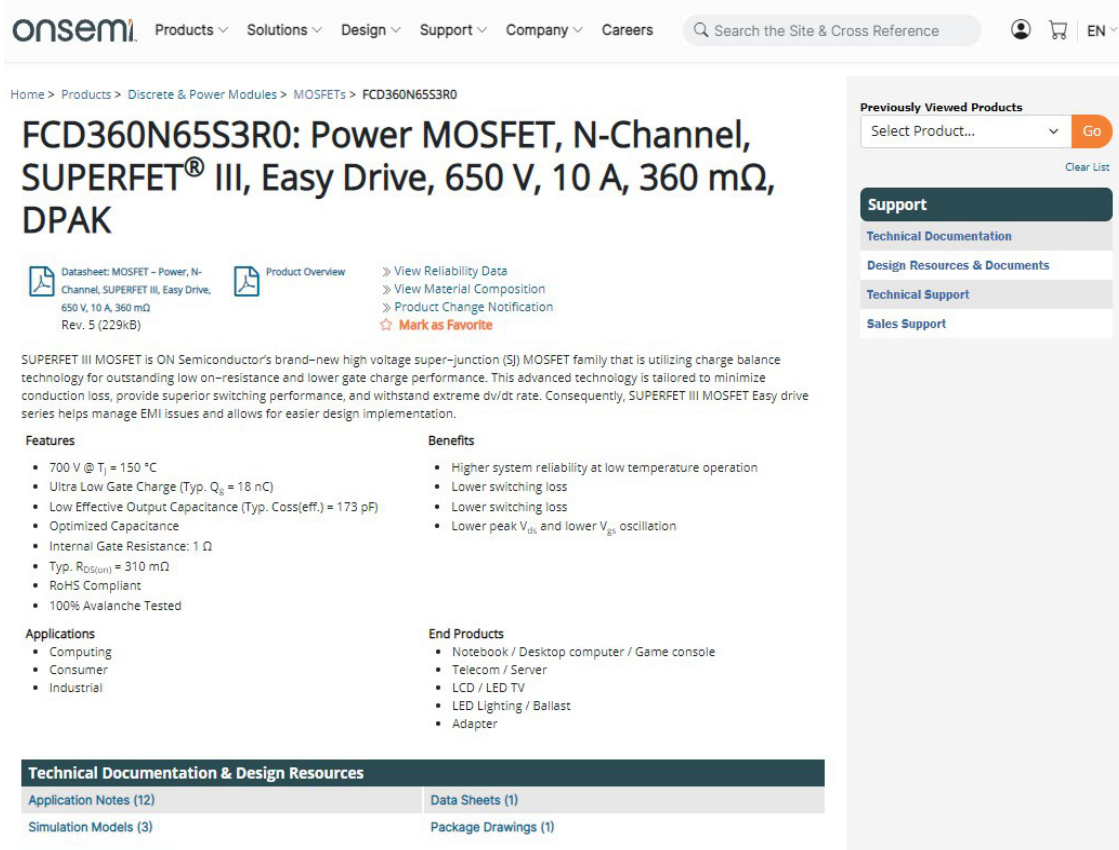 onsemi
Products Solutions Design Support Company Careers Search the Site & Cross Reference EN
Home > Products > Discrete & Power Modules > MOSFETs > FCD360N65S3R0
FCD360N65S3R0: Power MOSFET, N-Channel,
SUPERFET® III, Easy Drive, 650 V, 10 A, 360 mΩ,
DPAK
Datasheet: MOSFET – Power, N-
Channel, SUPERFET III, Easy Drive,
650 V, 10 A, 360 mΩ
Rev. 5 (229kB)
Product Overview
» View Reliability Data
» View Material Composition
» Product Change Notification
☆ Mark as Favorite
SUPERFET III MOSFET is ON Semiconductor's brand−new high voltage super−junction (SJ) MOSFET family that is utilizing charge balance
technology for outstanding low on−resistance and lower gate charge performance. This advanced technology is tailored to minimize
conduction loss, provide superior switching performance, and withstand extreme dv/dt rate. Consequently, SUPERFET III MOSFET Easy drive
series helps manage EMI issues and allows for easier design implementation.
Features
• 700 V @ Tj = 150 °C
• Ultra Low Gate Charge (Typ. Qg = 18 nC)
• Low Effective Output Capacitance (Typ. Coss(eff.) = 173 pF)
• Optimized Capacitance
• Internal Gate Resistance: 1 Ω
• Typ. RDS(on) = 310 mΩ
• RoHS Compliant
• 100% Avalanche Tested
Benefits
• Higher system reliability at low temperature operation
• Lower switching loss
• Lower switching loss
• Lower peak Vds and lower Vgs oscillation
Applications
• Computing
• Consumer
• Industrial
End Products
• Notebook / Desktop computer / Game console
• Telecom / Server
• LCD / LED TV
• LED Lighting / Ballast
• Adapter
Technical Documentation & Design Resources
Application Notes (12)
Data Sheets (1)
Simulation Models (3)
Package Drawings (1)
Previously Viewed Products
Select Product...
Go
Clear List
Support
Technical Documentation
Design Resources & Documents
Technical Support
Sales Support